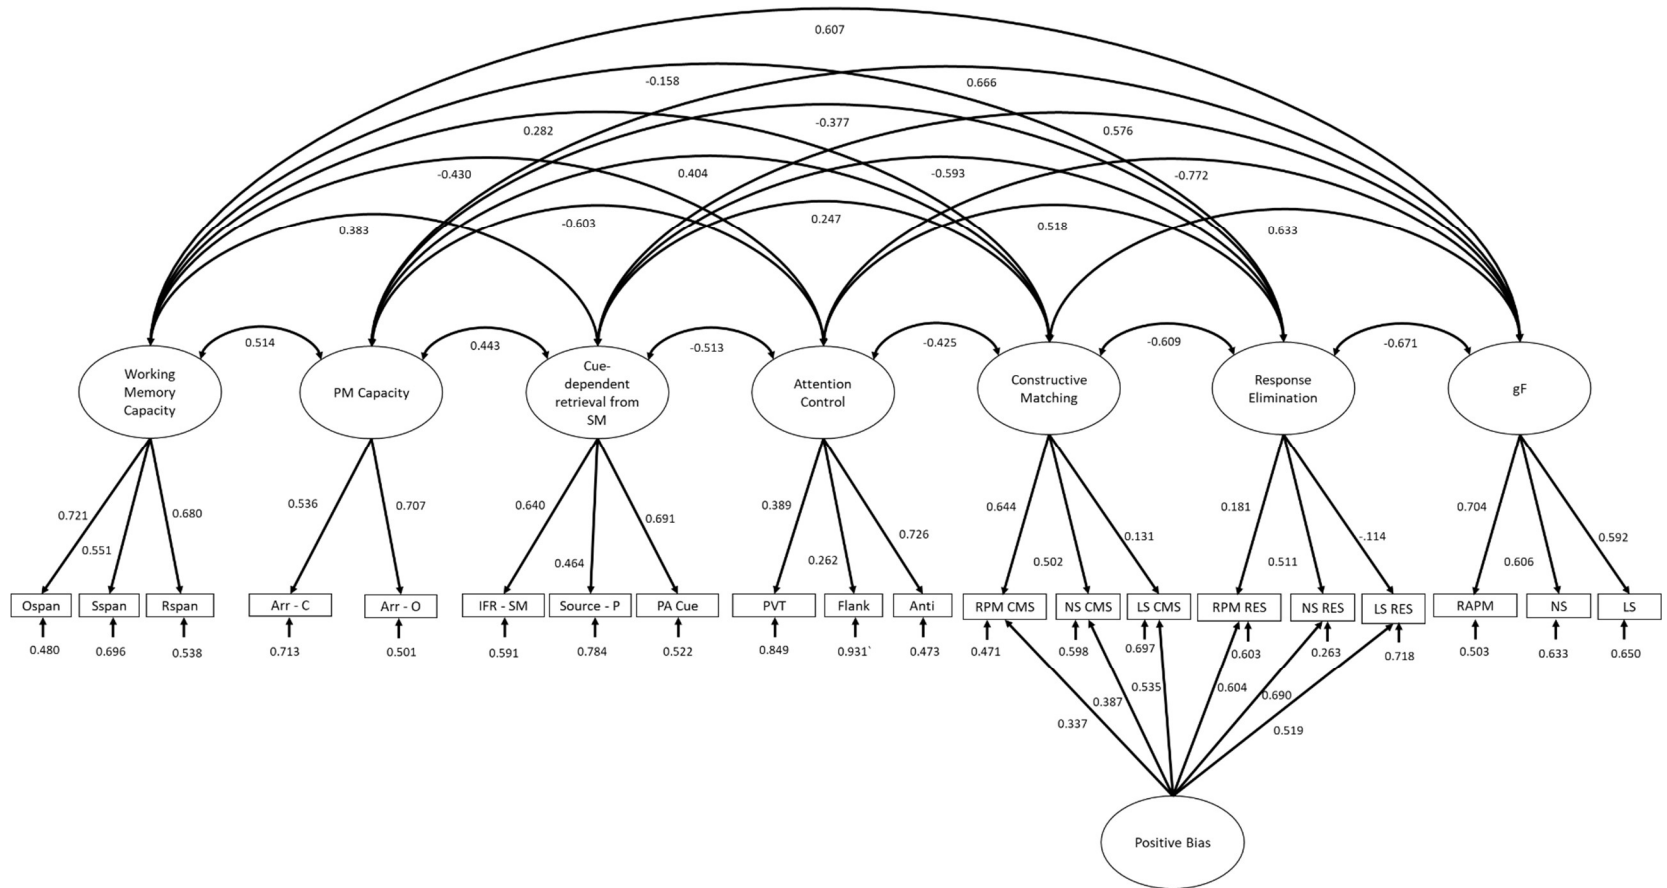 0.607
-0.158
0.666
0.282
-0.377
0.576
-0.430
0.404
-0.593
-0.772
0.383
-0.603
0.247
0.518
0.633
0.514
0.443
-0.513
-0.425
-0.609
-0.671
Working
Memory
Capacity
PM Capacity
Cue-
dependent
retrieval from
SM
Attention
Control
Constructive
Matching
Response
Elimination
gF
0.721
0.551
0.680
0.536
0.707
0.640
0.464
0.691
0.389
0.262
0.726
0.644
0.502
0.131
0.181
0.511
-.114
0.704
0.606
0.592
Ospan
Sspan
Rspan
Arr - C
Arr - O
IFR - SM
Source - P
PA Cue
PVT
Flank
Anti
RPM CMS
NS CMS
LS CMS
RPM RES
NS RES
LS RES
RAPM
NS
LS
0.480
0.696
0.538
0.713
0.501
0.591
0.784
0.522
0.849
0.931`
0.473
0.471
0.598
0.697
0.603
0.263
0.718
0.503
0.633
0.650
0.337
0.387
0.535
0.604
0.690
0.519
Positive Bias